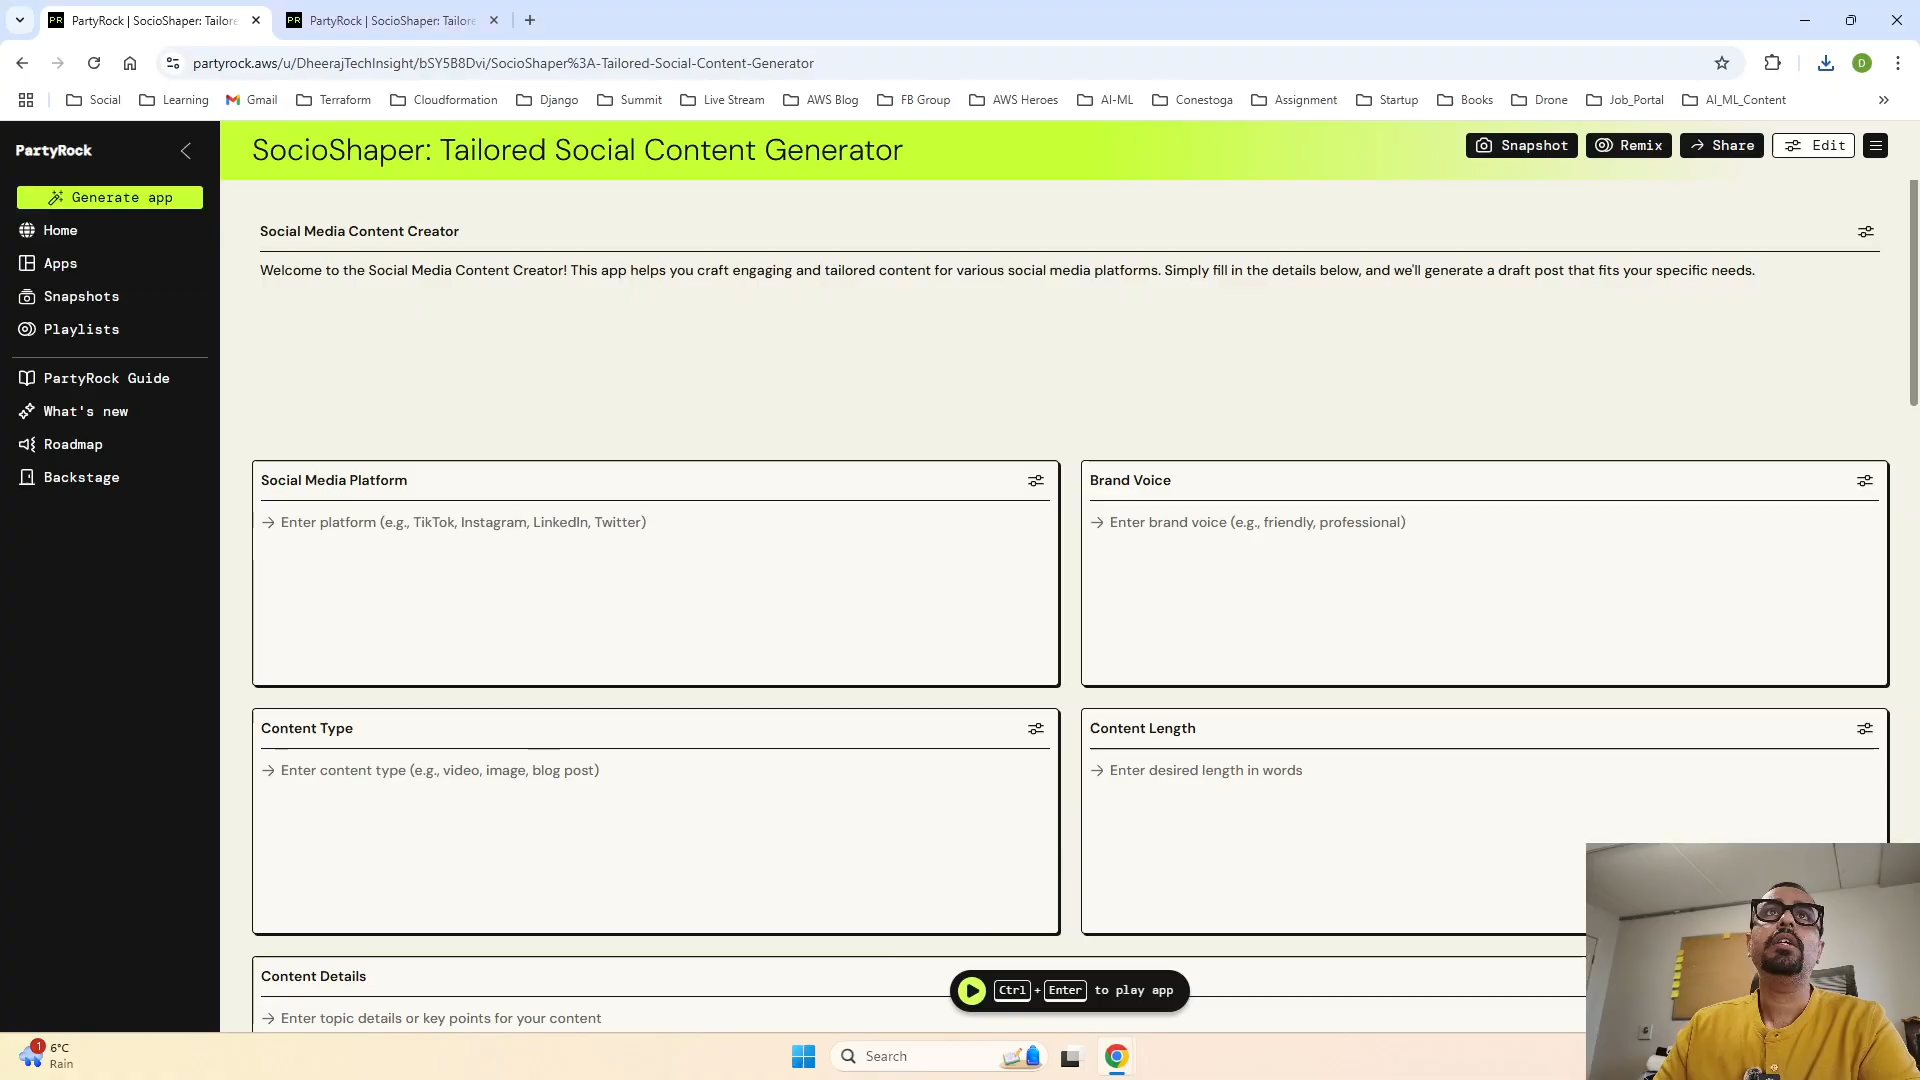 PartyRock | SocioShaper: Tailore
PartyRock | SocioShaper: Tailore
partyrock.aws/u/DheerajTechInsight/bSY5B8Dvi/SocioShaper%3A-Tailored-Social-Content-Generator
D
Social
Learning
Gmail
Terraform
Cloudformation
Django
Summit
Live Stream
AWS Blog
FB Group
AWS Heroes
AI-ML
Conestoga
Assignment
Startup
Books
Drone
Job_Portal
AI_ML_Content
PartyRock
SocioShaper: Tailored Social Content Generator
Snapshot
Remix
Share
Edit
Generate app
Home
Apps
Snapshots
Playlists
PartyRock Guide
What's new
Roadmap
Backstage
Social Media Content Creator
Welcome to the Social Media Content Creator! This app helps you craft engaging and tailored content for various social media platforms. Simply fill in the details below, and we'll generate a draft post that fits your specific needs.
Social Media Platform
Enter platform (e.g., TikTok, Instagram, LinkedIn, Twitter)
Brand Voice
Enter brand voice (e.g., friendly, professional)
Content Type
Enter content type (e.g., video, image, blog post)
Content Length
Enter desired length in words
Content Details
Enter topic details or key points for your content
Ctrl + Enter to play app
1
6°C
Rain
Search